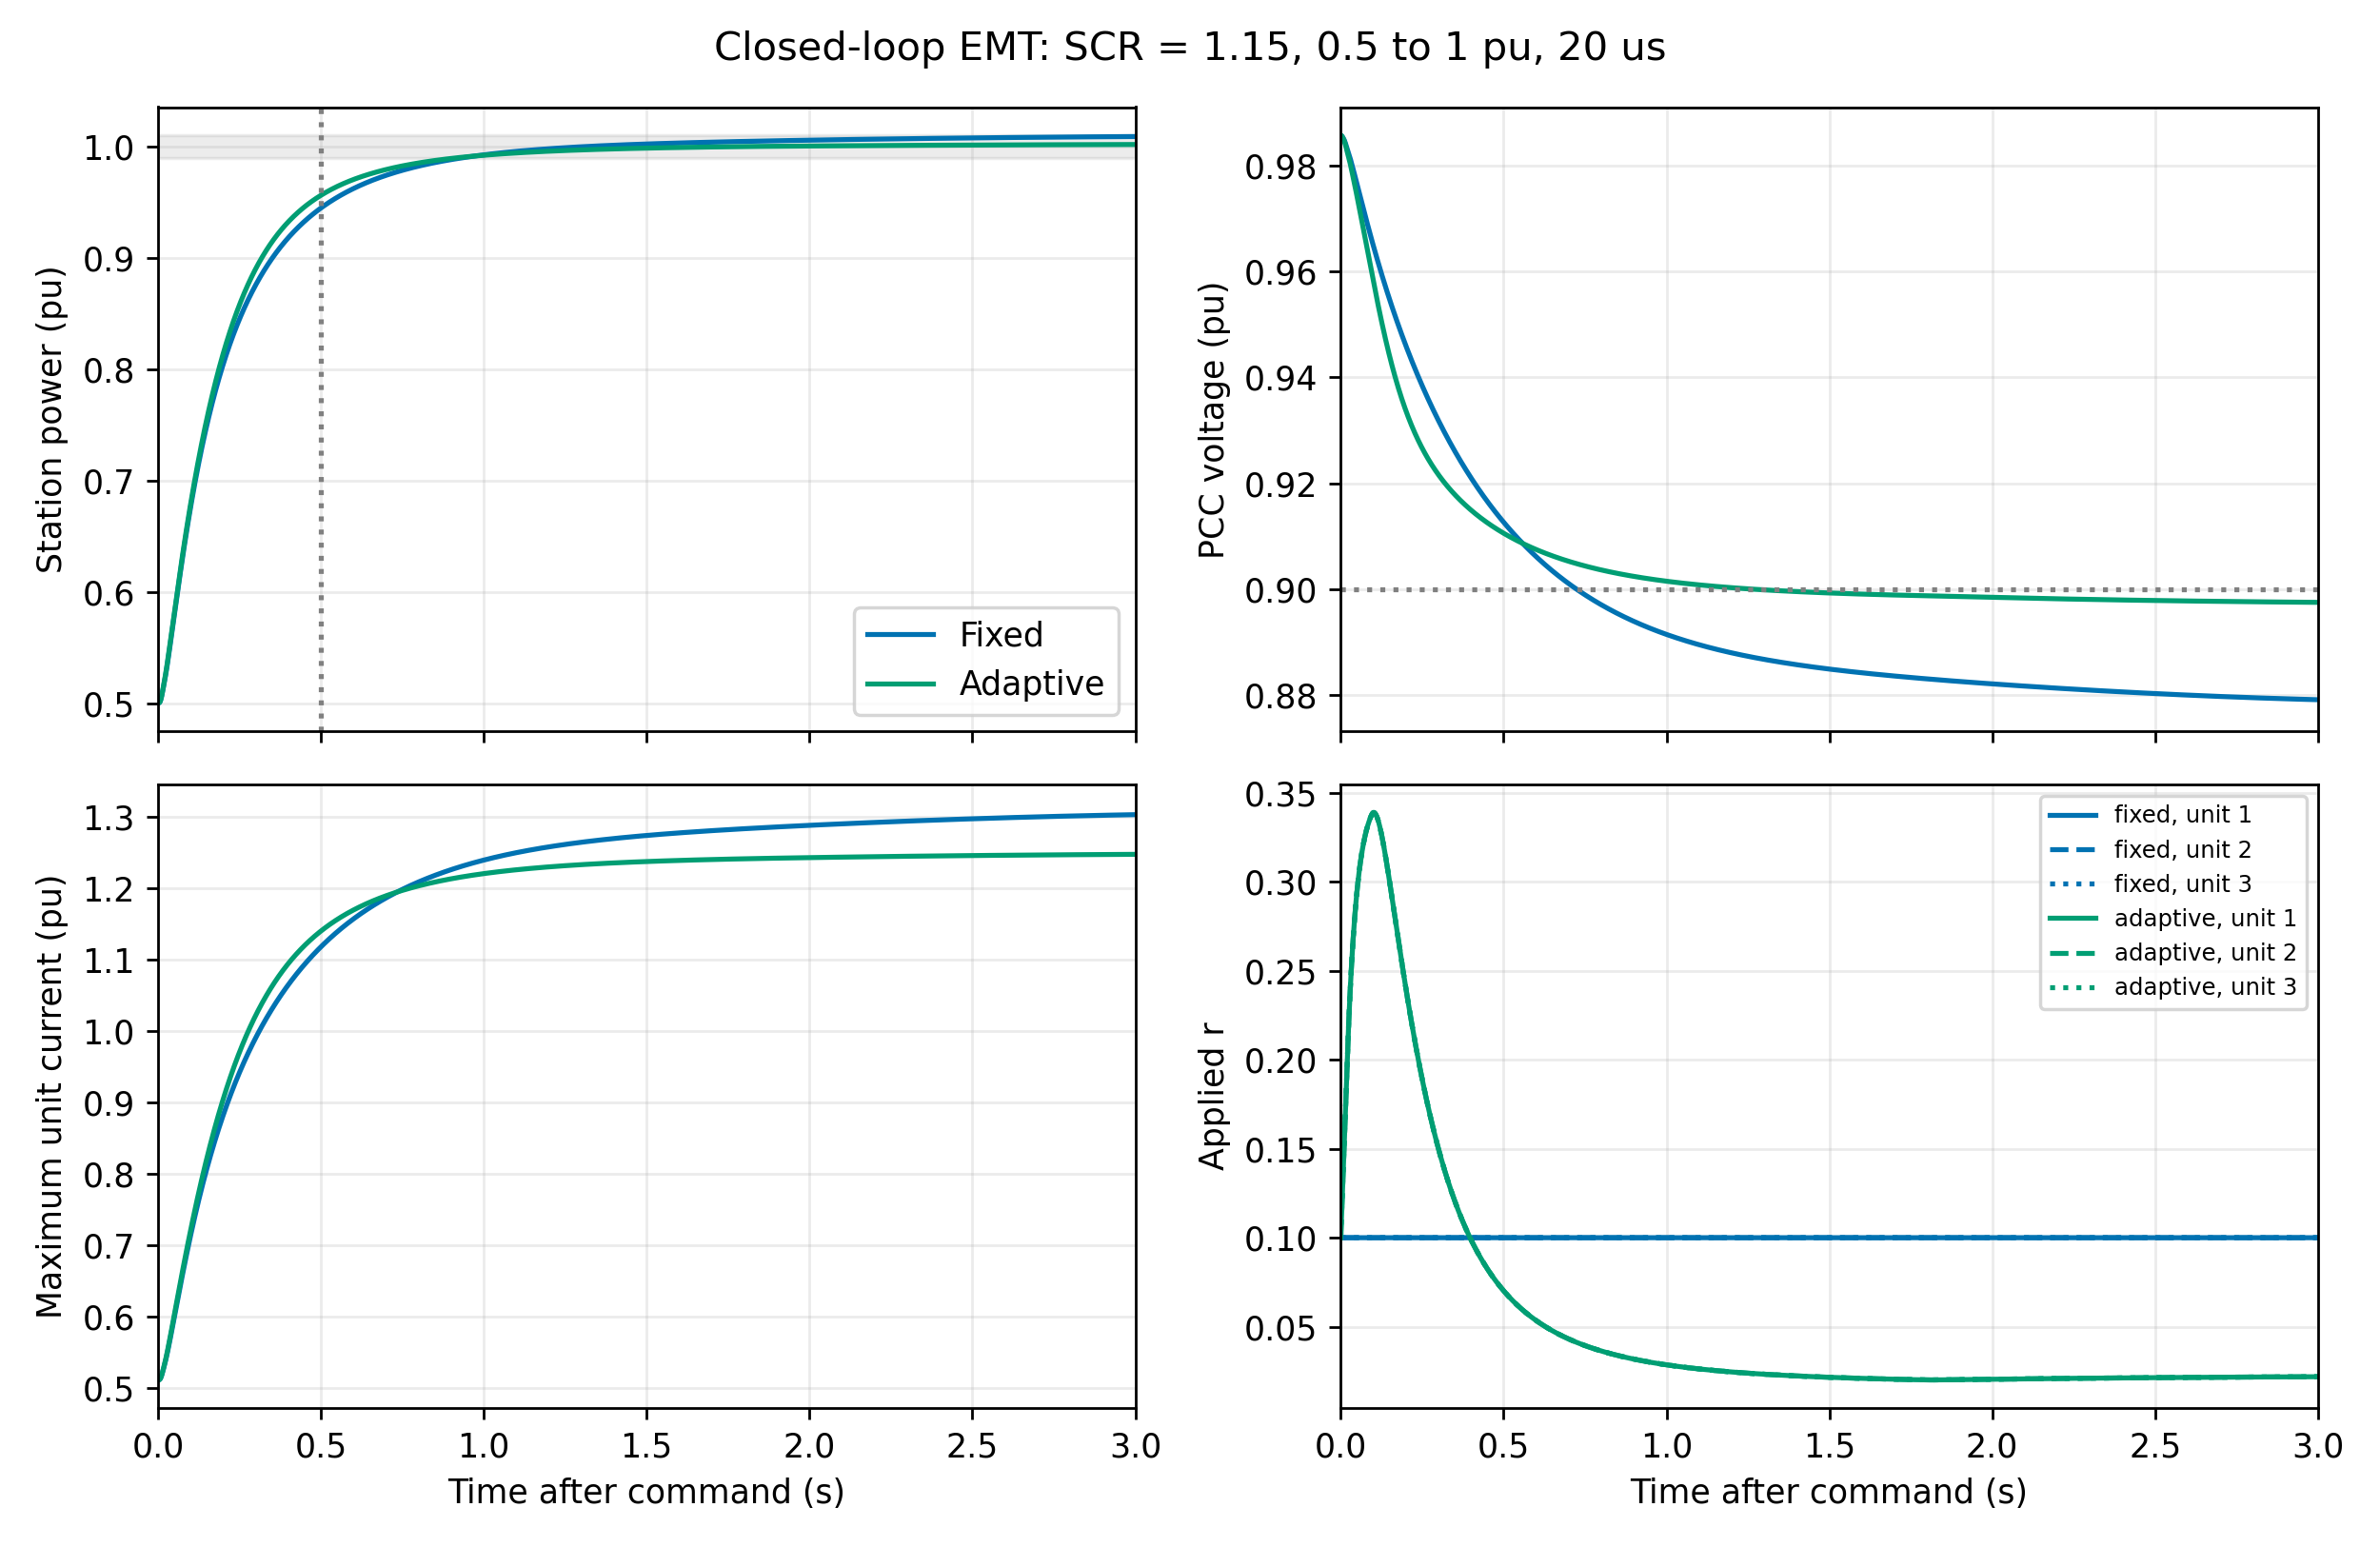 Closed-loop EMT: SCR = 1.15, 0.5 to 1 pu, 20 us
Station power (pu)
1.0
0.9
0.8
0.7
0.6
0.5
Fixed
Adaptive
PCC voltage (pu)
0.98
0.96
0.94
0.92
0.90
0.88
Maximum unit current (pu)
1.3
1.2
1.1
1.0
0.9
0.8
0.7
0.6
0.5
0.0 0.5 1.0 1.5 2.0 2.5 3.0
Time after command (s)
Applied r
0.35
0.30
0.25
0.20
0.15
0.10
0.05
fixed, unit 1
fixed, unit 2
fixed, unit 3
adaptive, unit 1
adaptive, unit 2
adaptive, unit 3
0.0 0.5 1.0 1.5 2.0 2.5 3.0
Time after command (s)